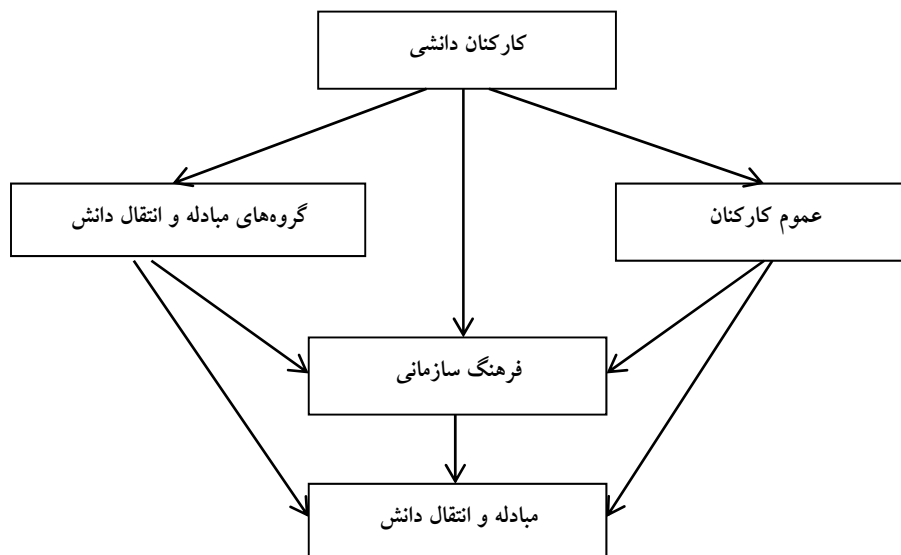 کارکنان دانشی
گروه‌های مبادله و انتقال دانش
عموم کارکنان
فرهنگ سازمانی
مبادله و انتقال دانش